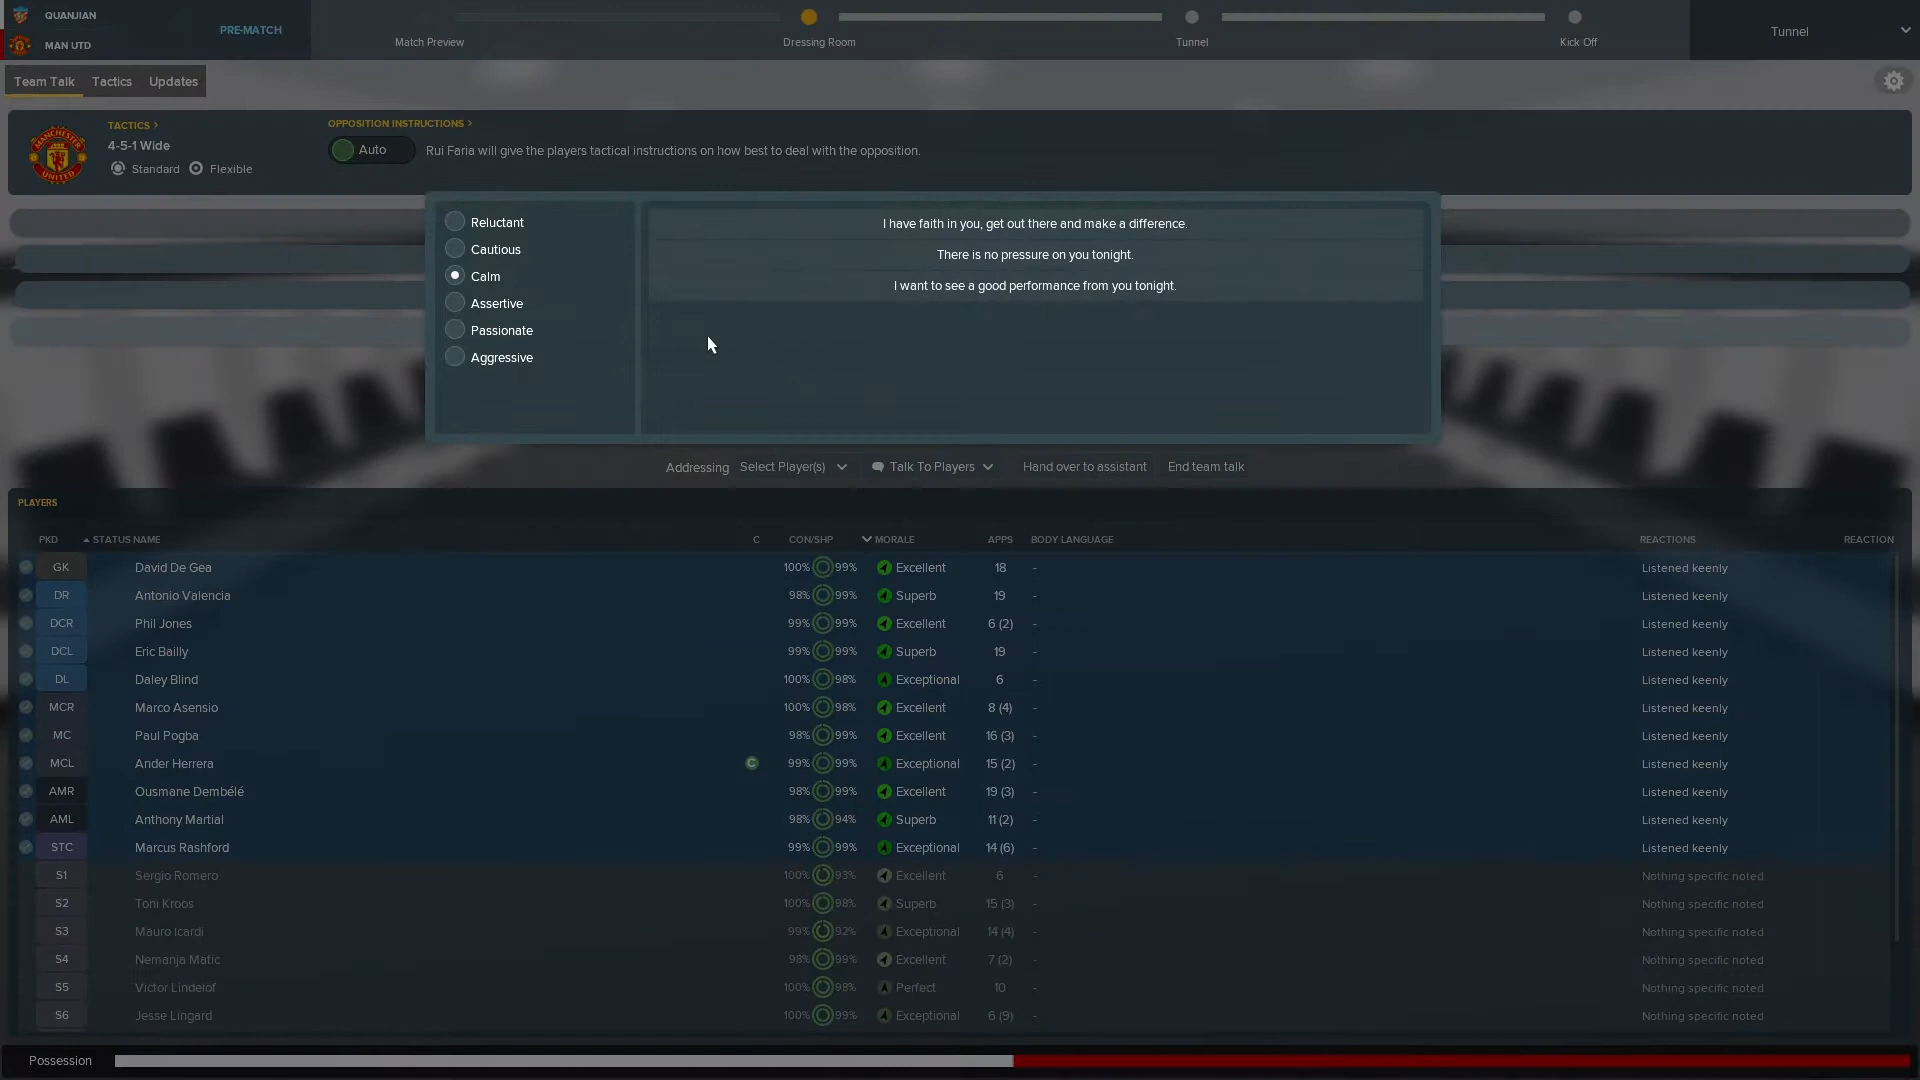 QUANJIAN
MAN UTD
PRE-MATCH
Match Preview
Dressing Room
Tunnel
Kick Off
Tunnel
Team Talk
Tactics
Updates
MANCHESTER
UNITED
TACTICS >
4-5-1 Wide
Standard
Flexible
OPPOSITION INSTRUCTIONS >
Auto
Rui Faria will give the players tactical instructions on how best to deal with the opposition.
Reluctant
Cautious
Calm
Assertive
Passionate
Aggressive
I have faith in you, get out there and make a difference.
There is no pressure on you tonight.
I want to see a good performance from you tonight.
Addressing Select Player(s) Talk To Players Hand over to assistant End team talk
PLAYERS
PKD STATUS NAME C CON/SHP MORALE APPS BODY LANGUAGE REACTIONS REACTION
GK David De Gea 100% 99% Excellent 18 - Listened keenly
DR Antonio Valencia 98% 99% Superb 19 - Listened keenly
DCR Phil Jones 99% 99% Excellent 6 (2) - Listened keenly
DCL Eric Bailly 99% 99% Superb 19 - Listened keenly
DL Daley Blind 100% 98% Exceptional 6 - Listened keenly
MCR Marco Asensio 100% 98% Excellent 8 (4) - Listened keenly
MC Paul Pogba 98% 99% Excellent 16 (3) - Listened keenly
MCL Ander Herrera C 99% 99% Exceptional 15 (2) - Listened keenly
AMR Ousmane Dembélé 98% 99% Excellent 19 (3) - Listened keenly
AML Anthony Martial 98% 94% Superb 11 (2) - Listened keenly
STC Marcus Rashford 99% 99% Exceptional 14 (6) - Listened keenly
S1 Sergio Romero 100% 93% Excellent 6 - Nothing specific noted
S2 Toni Kroos 100% 98% Superb 15 (3) - Nothing specific noted
S3 Mauro Icardi 99% 92% Exceptional 14 (4) - Nothing specific noted
S4 Nemanja Matic 98% 99% Excellent 7 (2) - Nothing specific noted
S5 Victor Lindelof 100% 98% Perfect 10 - Nothing specific noted
S6 Jesse Lingard 100% 99% Exceptional 6 (9) - Nothing specific noted
Possession